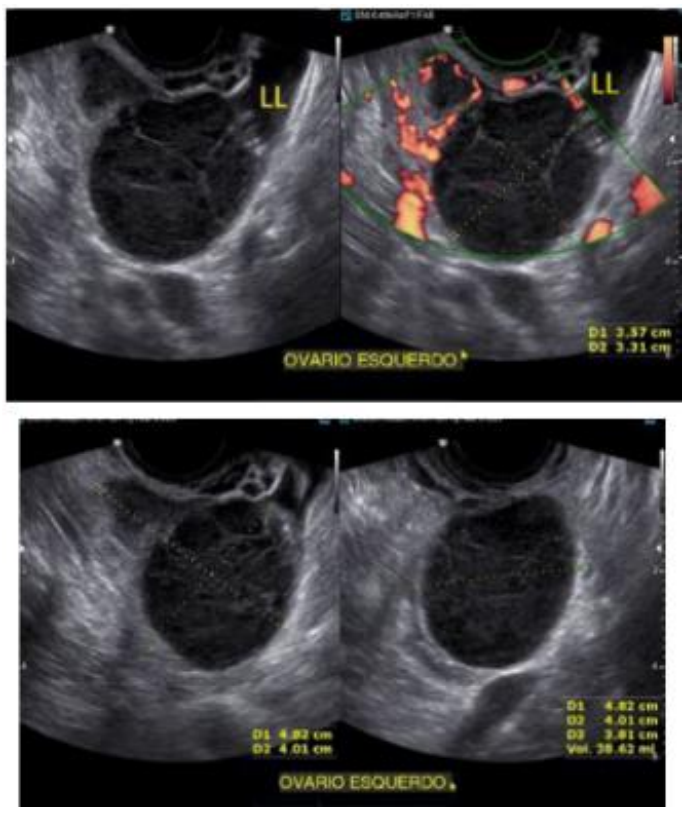 LL
LL
D1 3.57 cm
D2 3.31 cm
OVARIO ESQUERDO
D1 4.82 cm
D2 4.01 cm
D1 4.82 cm
D2 4.01 cm
D3 3.81 cm
Vol. 38.62 ml
OVARIO ESQUERDO